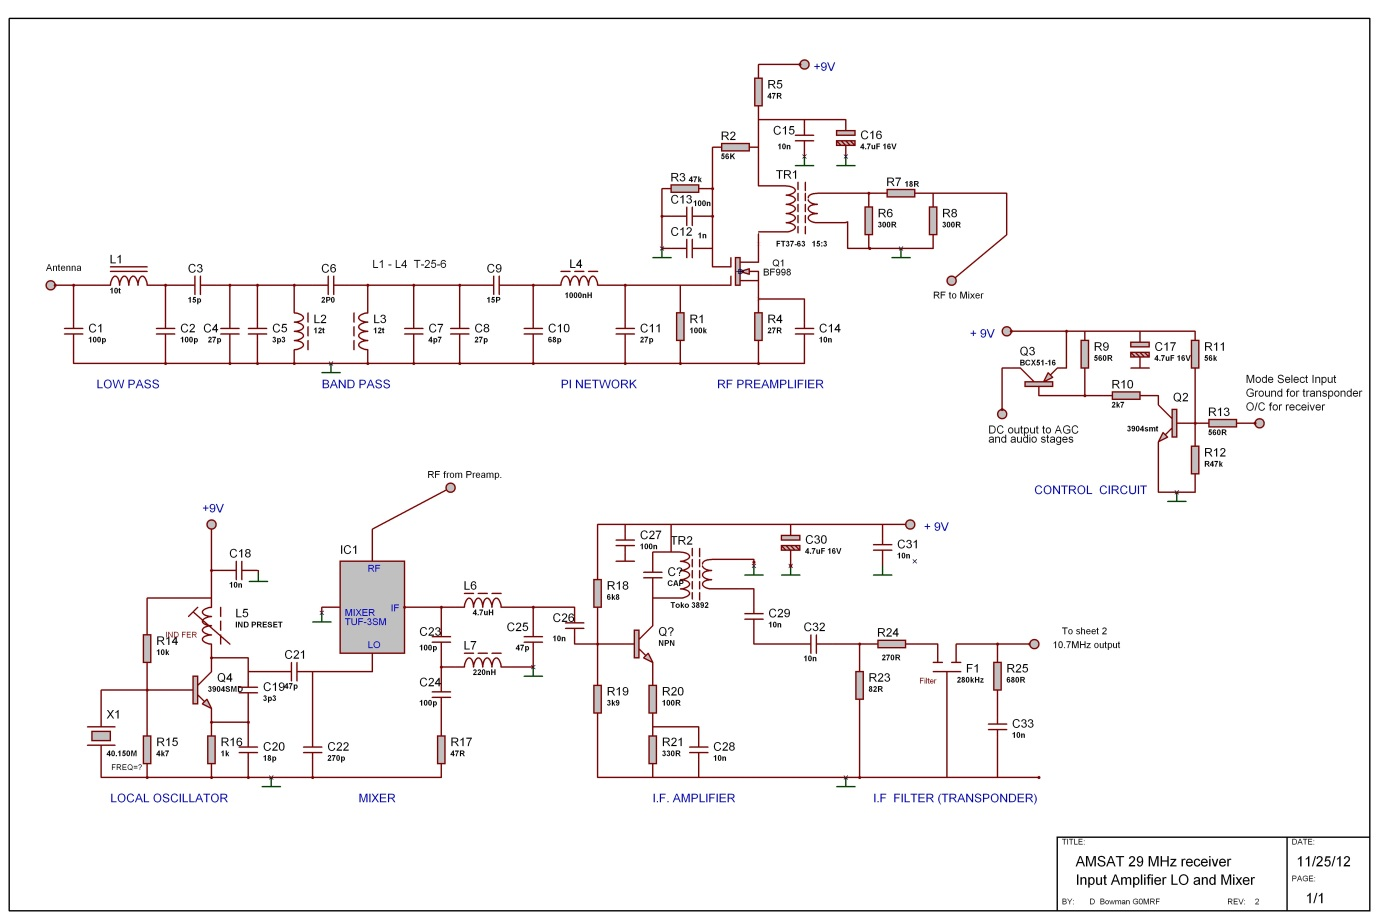 +9V
R5
47R
R2
56K
C15
10n
C16
4.7uF 16V
R3 47k
C13 100n
C12 1n
TR1
FT37-63 15:3
R7 18R
R6
300R
R8
300R
Q1
BF998
RF to Mixer
Antenna
L1
10t
C3
15p
L1 - L4 T-25-6
C6
2P0
C9
15P
L4
1000nH
C1
100p
C2
100p
C4
27p
C5
3p3
L2
12t
L3
12t
C7
4p7
C8
27p
C10
68p
C11
27p
R1
100k
R4
27R
C14
10n
LOW PASS
BAND PASS
PI NETWORK
RF PREAMPLIFIER
+ 9V
Q3
BCX51-16
R9
560R
C17
4.7uF 16V
R11
56k
R10
2k7
Q2
3904smt
R13
560R
R12
R47k
Mode Select Input
Ground for transponder
O/C for receiver
DC output to AGC
and audio stages
CONTROL CIRCUIT
RF from Preamp.
+9V
C18
10n
L5
IND PRESET
IND FER
R14
10k
Q4
3904SMD
C19
3p3
C21
47p
X1
40.150M
FREQ=?
R15
4k7
R16
1k
C20
18p
C22
270p
IC1
RF
MIXER
TUF-3SM
IF
LO
L6
4.7uH
C23
100p
L7
220nH
C25
47p
C24
100p
R17
47R
C26
10n
LOCAL OSCILLATOR
MIXER
C27
100n
TR2
C?
CAP
Toko 3892
R18
6k8
Q?
NPN
R19
3k9
R20
100R
R21
330R
C28
10n
C30
4.7uF 16V
C31
10n
+ 9V
C29
10n
C32
10n
R24
270R
R23
82R
F1
280kHz
Filter
R25
680R
C33
10n
To sheet 2
10.7MHz output
I.F. AMPLIFIER
I.F FILTER (TRANSPONDER)
TITLE:
AMSAT 29 MHz receiver
Input Amplifier LO and Mixer
BY: D Bowman G0MRF REV: 2
DATE:
11/25/12
PAGE:
1/1